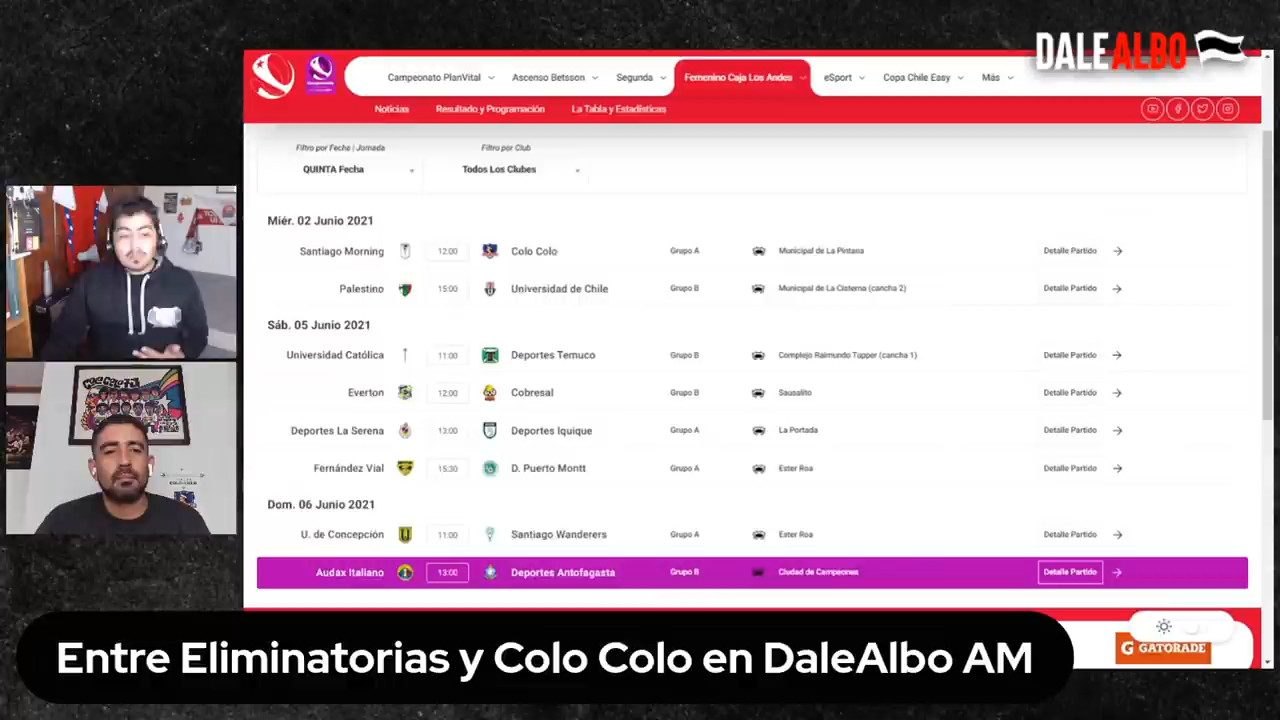 DALEALBO
Campeonato PlanVital
Ascenso Betsson
Segunda
Femenino Caja Los Andes
eSport
Copa Chile Easy
Más
Noticias
Resultado y Programación
La Tabla y Estadísticas
Filtro por Fecha | Jornada
Filtro por Club
QUINTA Fecha
Todos Los Clubes
Miér. 02 Junio 2021
Santiago Morning 12:00 Colo Colo Grupo A Municipal de La Pintana Detalle Partido →
Palestino 15:00 Universidad de Chile Grupo B Municipal de La Cisterna (cancha 2) Detalle Partido →
Sáb. 05 Junio 2021
Universidad Católica 11:00 Deportes Temuco Grupo B Complejo Raimundo Tupper (cancha 1) Detalle Partido →
Everton 12:00 Cobresal Grupo B Sausalito Detalle Partido →
Deportes La Serena 13:00 Deportes Iquique Grupo A La Portada Detalle Partido →
Fernández Vial 15:30 D. Puerto Montt Grupo A Ester Roa Detalle Partido →
Dom. 06 Junio 2021
U. de Concepción 11:00 Santiago Wanderers Grupo A Ester Roa Detalle Partido →
Audax Italiano 13:00 Deportes Antofagasta Grupo B Ciudad de Campeones Detalle Partido →
G GATORADE
Entre Eliminatorias y Colo Colo en DaleAlbo AM